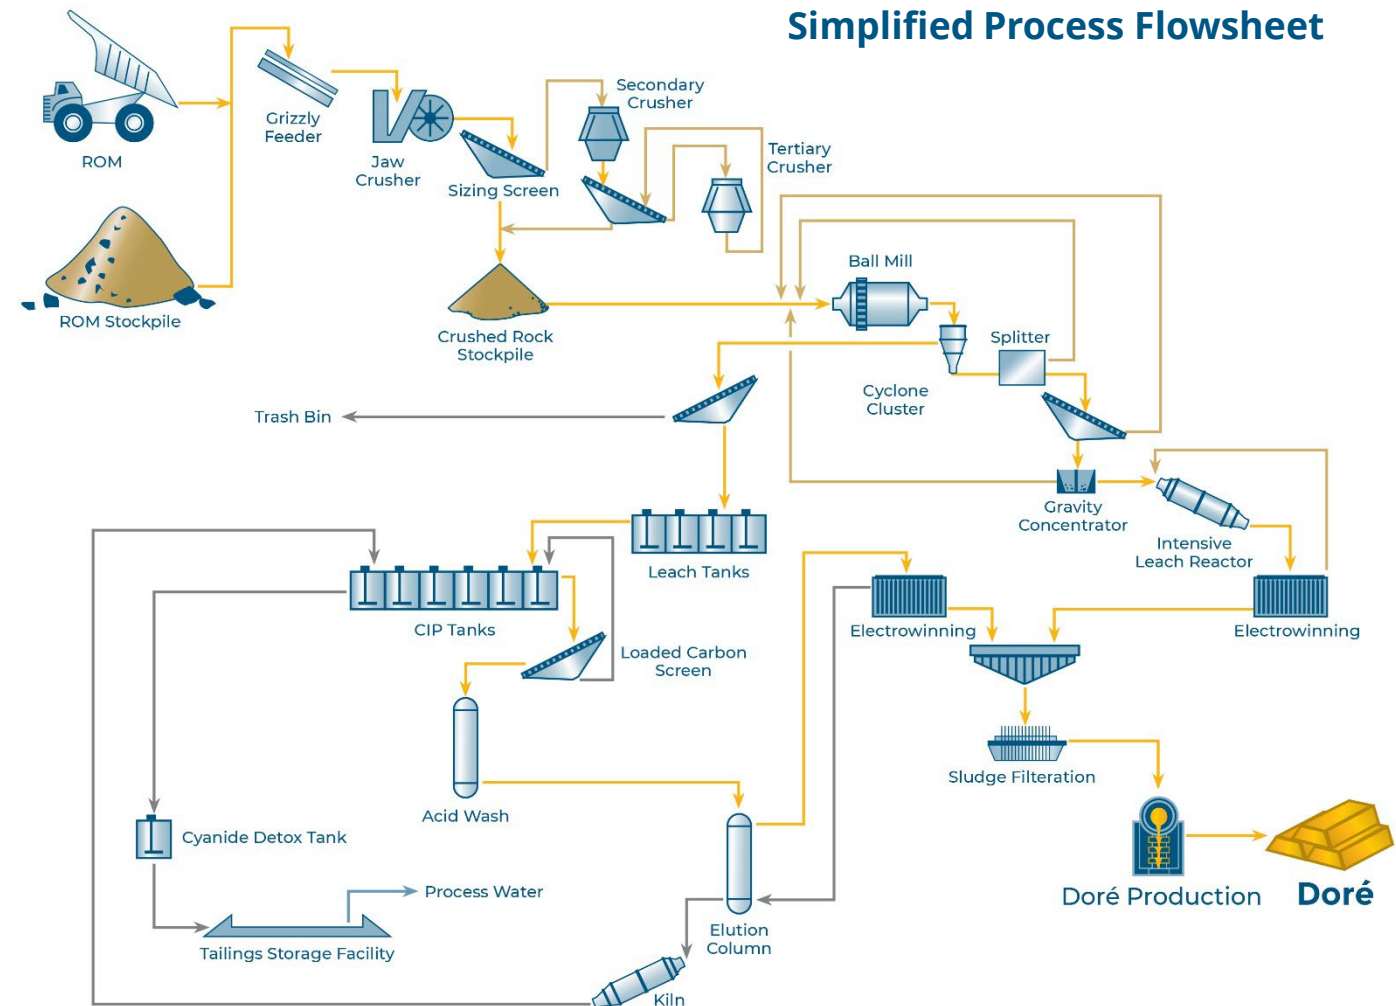 Simplified Process Flowsheet
ROM
Grizzly
Feeder
Jaw
Crusher
Sizing Screen
Secondary
Crusher
Tertiary
Crusher
ROM Stockpile
Crushed Rock
Stockpile
Ball Mill
Cyclone
Cluster
Splitter
Trash Bin
Gravity
Concentrator
Intensive
Leach Reactor
Leach Tanks
CIP Tanks
Loaded Carbon
Screen
Electrowinning
Electrowinning
Sludge Filteration
Acid Wash
Cyanide Detox Tank
Process Water
Tailings Storage Facility
Elution
Column
Kiln
Doré Production
Doré